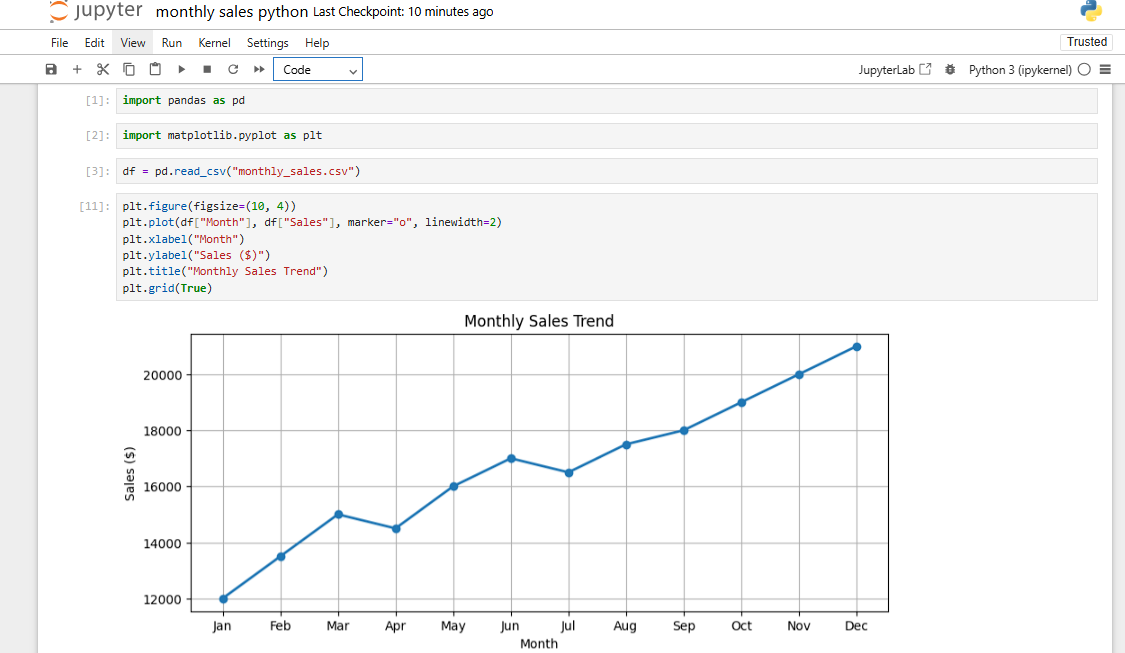 jupyter monthly sales python Last Checkpoint: 10 minutes ago
File Edit View Run Kernel Settings Help Trusted
Code JupyterLab Python 3 (ipykernel)
[1]: import pandas as pd
[2]: import matplotlib.pyplot as plt
[3]: df = pd.read_csv("monthly_sales.csv")
[11]: plt.figure(figsize=(10, 4))
plt.plot(df["Month"], df["Sales"], marker="o", linewidth=2)
plt.xlabel("Month")
plt.ylabel("Sales ($)")
plt.title("Monthly Sales Trend")
plt.grid(True)
Monthly Sales Trend
20000
18000
16000
14000
12000
Sales ($)
Jan Feb Mar Apr May Jun Jul Aug Sep Oct Nov Dec
Month